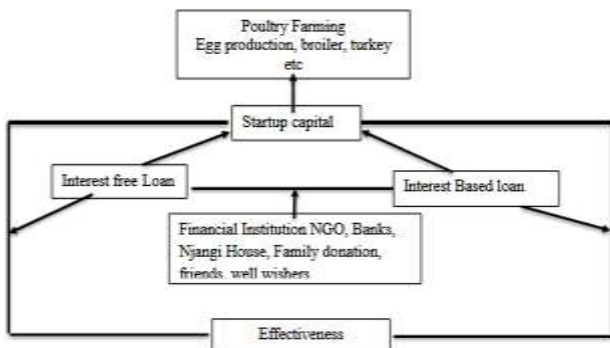 Poultry Farming
Egg production, broiler, turkey
etc
Startup capital
Interest free Loan
Interest Based loan
Financial Institution NGO, Banks,
Njangi House, Family donation,
friends, well wishers
Effectiveness